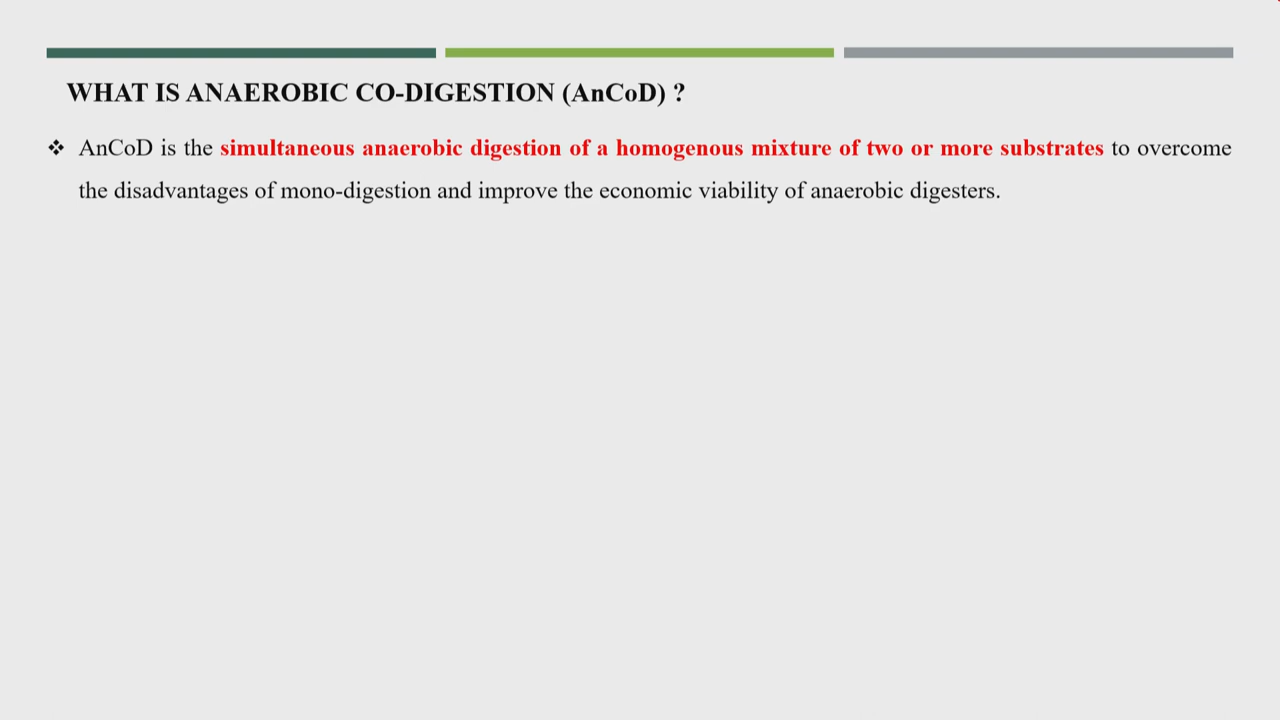 WHAT IS ANAEROBIC CO-DIGESTION (AnCoD) ?
❖ AnCoD is the simultaneous anaerobic digestion of a homogenous mixture of two or more substrates to overcome
the disadvantages of mono-digestion and improve the economic viability of anaerobic digesters.